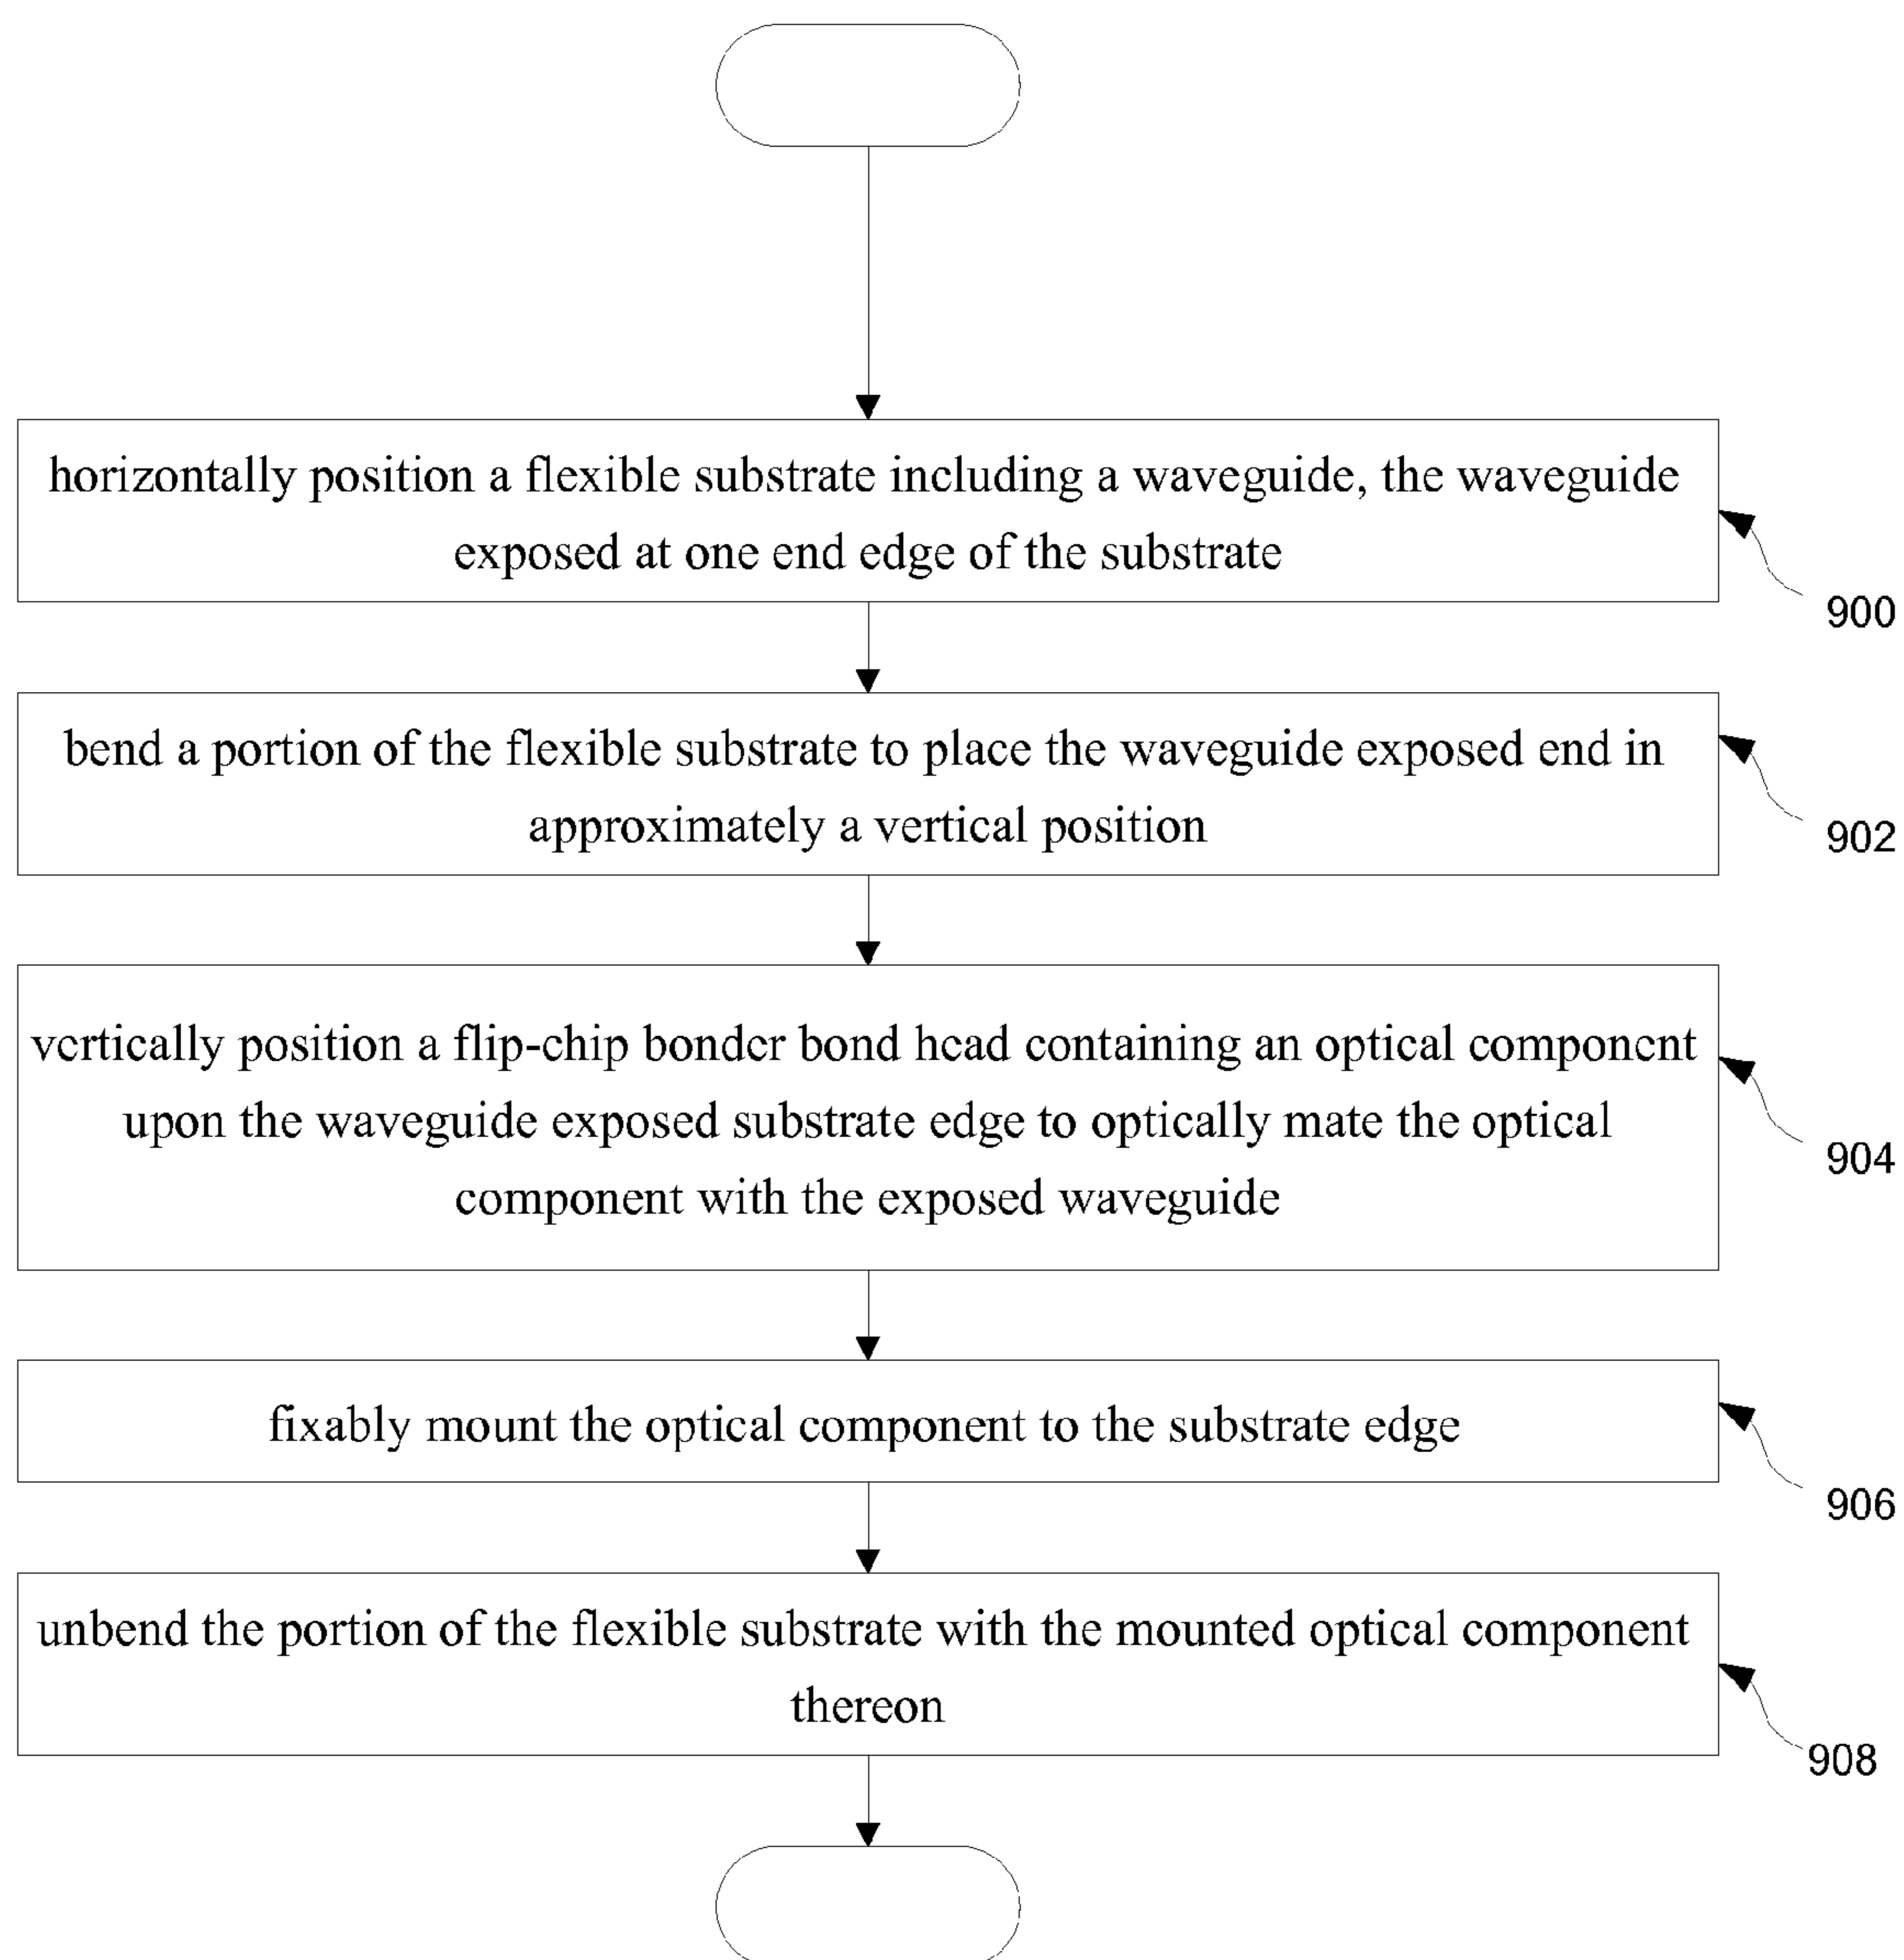 horizontally position a flexible substrate including a waveguide, the waveguide
exposed at one end edge of the substrate
900
bend a portion of the flexible substrate to place the waveguide exposed end in
approximately a vertical position
902
vertically position a flip-chip bonder bond head containing an optical component
upon the waveguide exposed substrate edge to optically mate the optical
component with the exposed waveguide
904
fixably mount the optical component to the substrate edge
906
unbend the portion of the flexible substrate with the mounted optical component
thereon
908